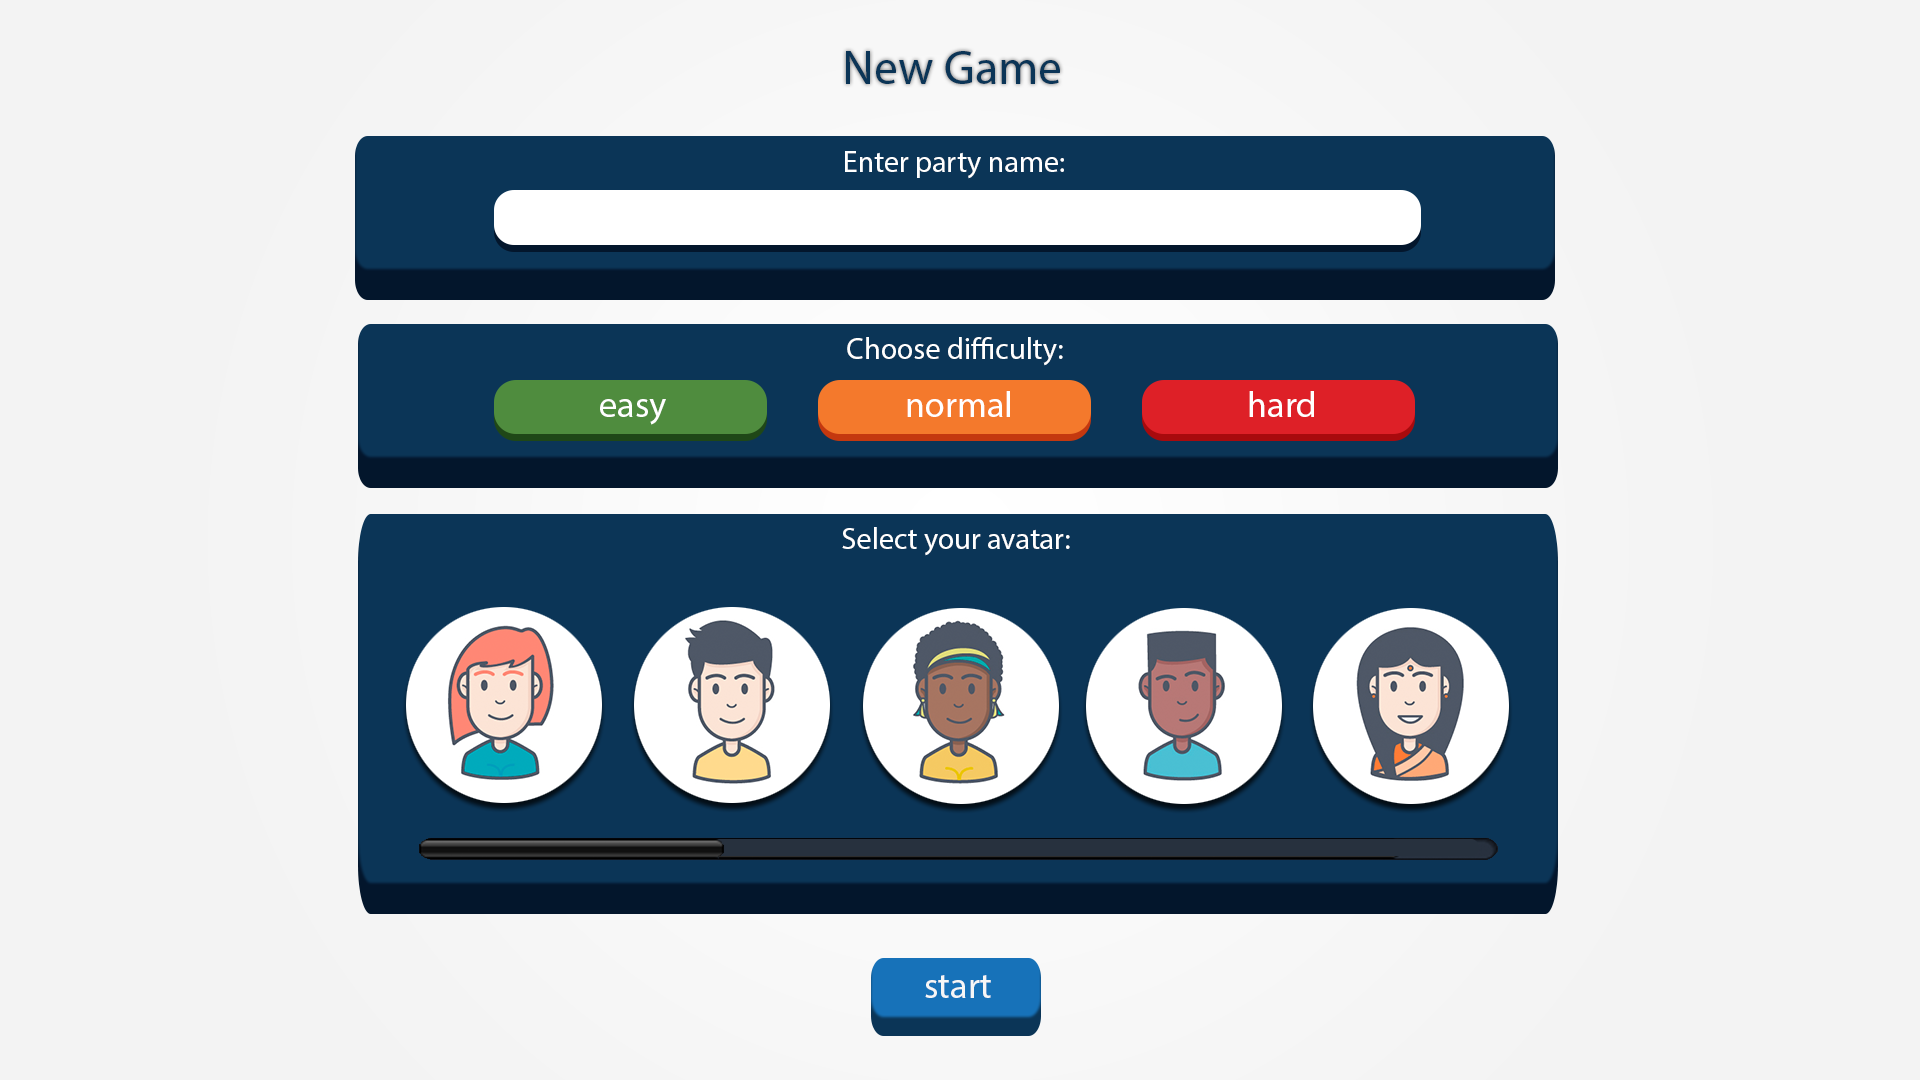 New Game
Enter party name:
Choose difficulty:
easy normal hard
Select your avatar:
start